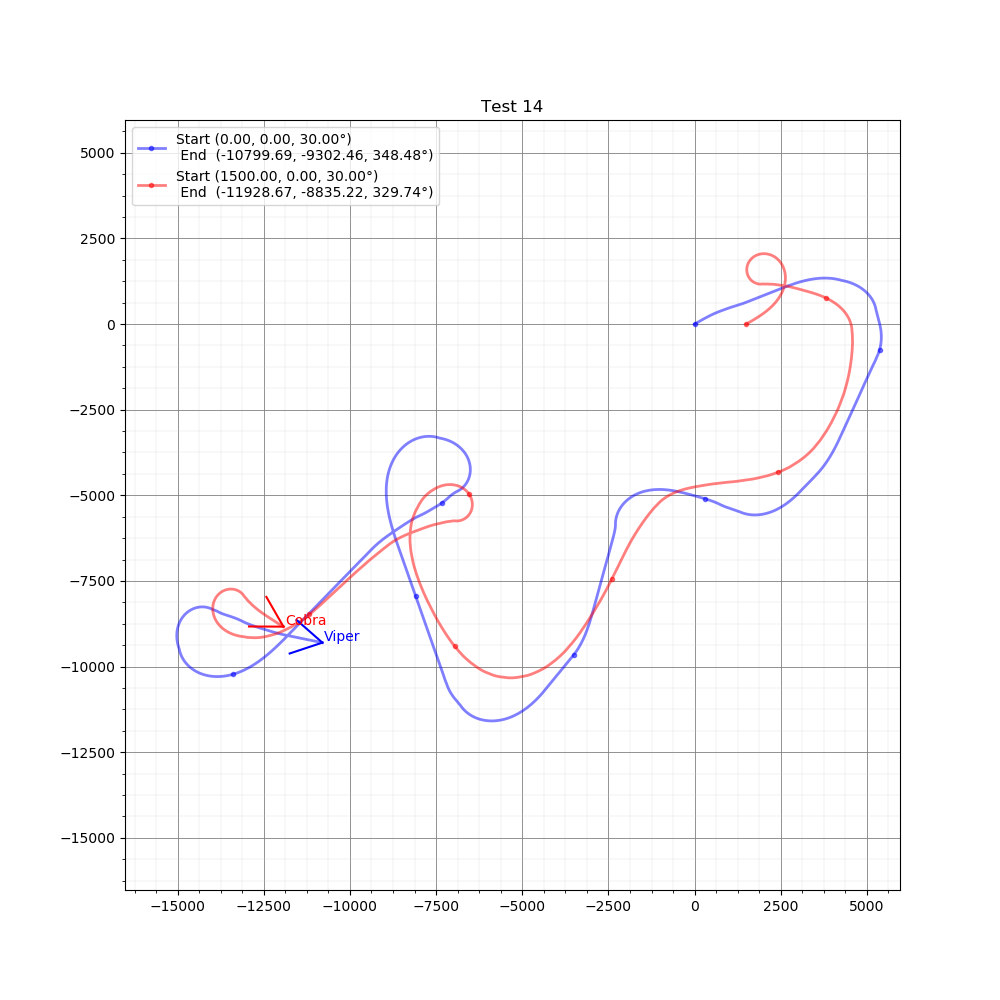 Test 14
Start (0.00, 0.00, 30.00°)
End  (-10799.69, -9302.46, 348.48°)
Start (1500.00, 0.00, 30.00°)
End  (-11928.67, -8835.22, 329.74°)
5000
2500
0
−2500
−5000
−7500
−10000
−12500
−15000
Cobra
Viper
−15000 −12500 −10000 −7500 −5000 −2500 0 2500 5000